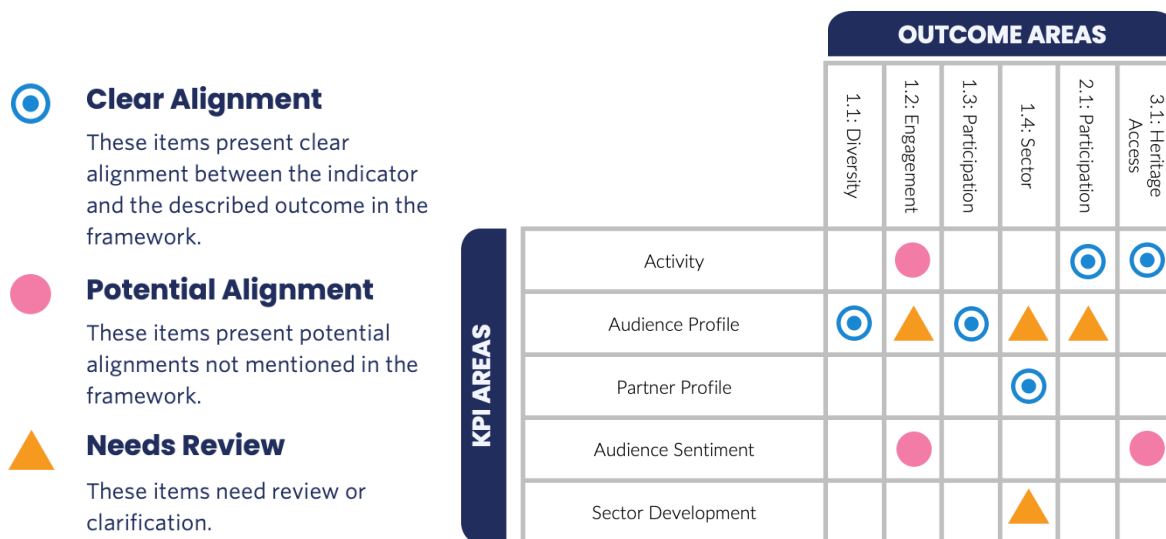 OUTCOME AREAS
1.1: Diversity
1.2: Engagement
1.3: Participation
1.4: Sector
2.1: Participation
3.1: Heritage
Access
Clear Alignment
These items present clear
alignment between the indicator
and the described outcome in the
framework.
Potential Alignment
These items present potential
alignments not mentioned in the
framework.
Needs Review
These items need review or
clarification.
KPI AREAS
Activity
Audience Profile
Partner Profile
Audience Sentiment
Sector Development